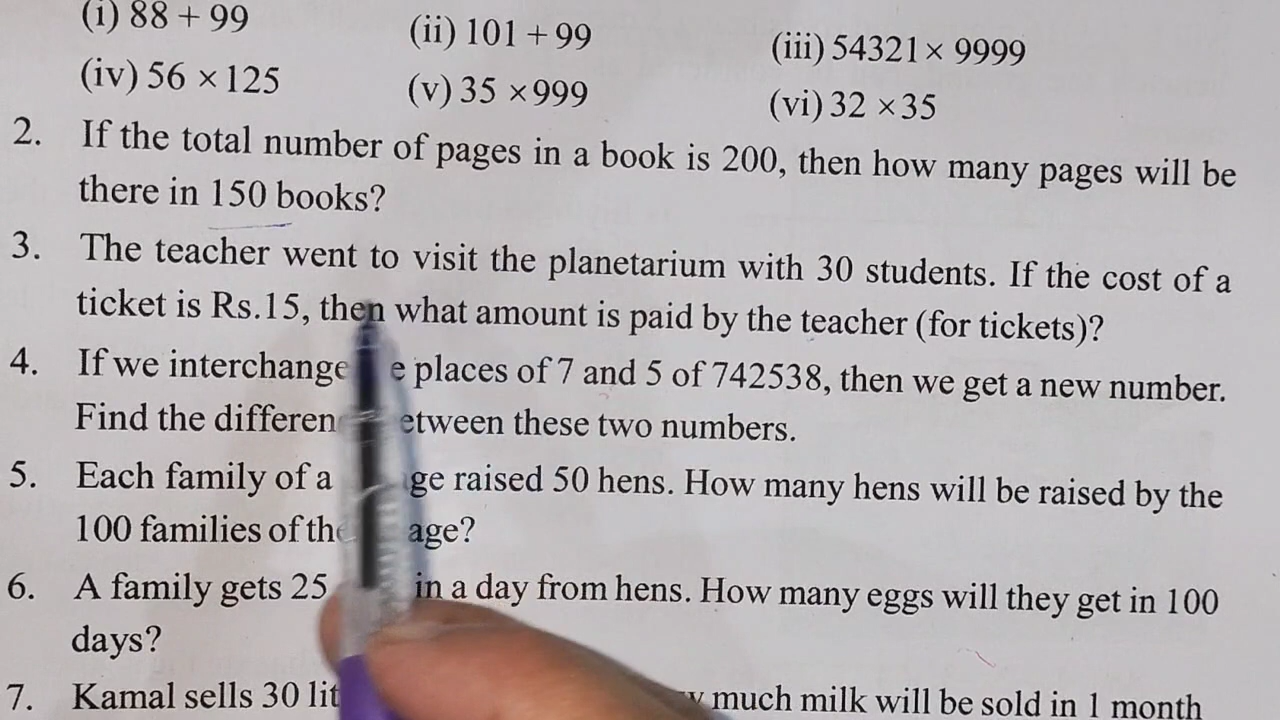 (i) 88 + 99 (ii) 101 + 99 (iii) 54321 × 9999
(iv) 56 × 125 (v) 35 ×999 (vi) 32 ×35
2. If the total number of pages in a book is 200, then how many pages will be
there in 150 books?
3. The teacher went to visit the planetarium with 30 students. If the cost of a
ticket is Rs.15, then what amount is paid by the teacher (for tickets)?
4. If we interchange places of 7 and 5 of 742538, then we get a new number.
Find the between these two numbers.
5. Each family of a raised 50 hens. How many hens will be raised by the
100 families of
6. A family gets 25 in a day from hens. How many eggs will they get in 100
days?
7. Kamal sells 30 much milk will be sold in 1 month